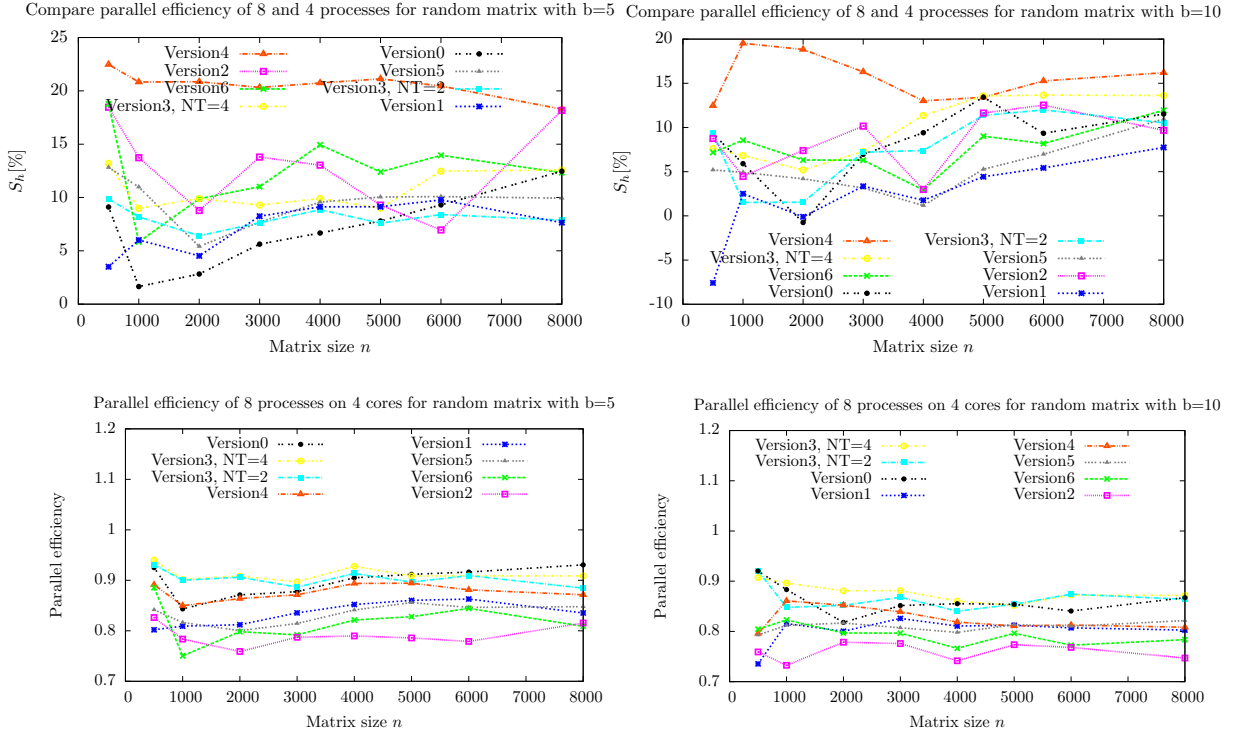 Compare parallel efficiency of 8 and 4 processes for random matrix with b=5
25
20
15
10
5
0
S_h[%]
Version4
Version2
Version6
Version3, NT=4
Version0
Version5
Version3, NT=2
Version1
0 1000 2000 3000 4000 5000 6000 7000 8000
Matrix size n
Compare parallel efficiency of 8 and 4 processes for random matrix with b=10
20
15
10
5
0
-5
-10
S_h[%]
Version4
Version3, NT=4
Version6
Version0
Version3, NT=2
Version5
Version2
Version1
0 1000 2000 3000 4000 5000 6000 7000 8000
Matrix size n
Parallel efficiency of 8 processes on 4 cores for random matrix with b=5
1.2
1.1
1
0.9
0.8
0.7
Parallel efficiency
Version0
Version3, NT=4
Version3, NT=2
Version4
Version1
Version5
Version6
Version2
0 1000 2000 3000 4000 5000 6000 7000 8000
Matrix size n
Parallel efficiency of 8 processes on 4 cores for random matrix with b=10
1.2
1.1
1
0.9
0.8
0.7
Parallel efficiency
Version3, NT=4
Version3, NT=2
Version0
Version1
Version4
Version5
Version6
Version2
0 1000 2000 3000 4000 5000 6000 7000 8000
Matrix size n